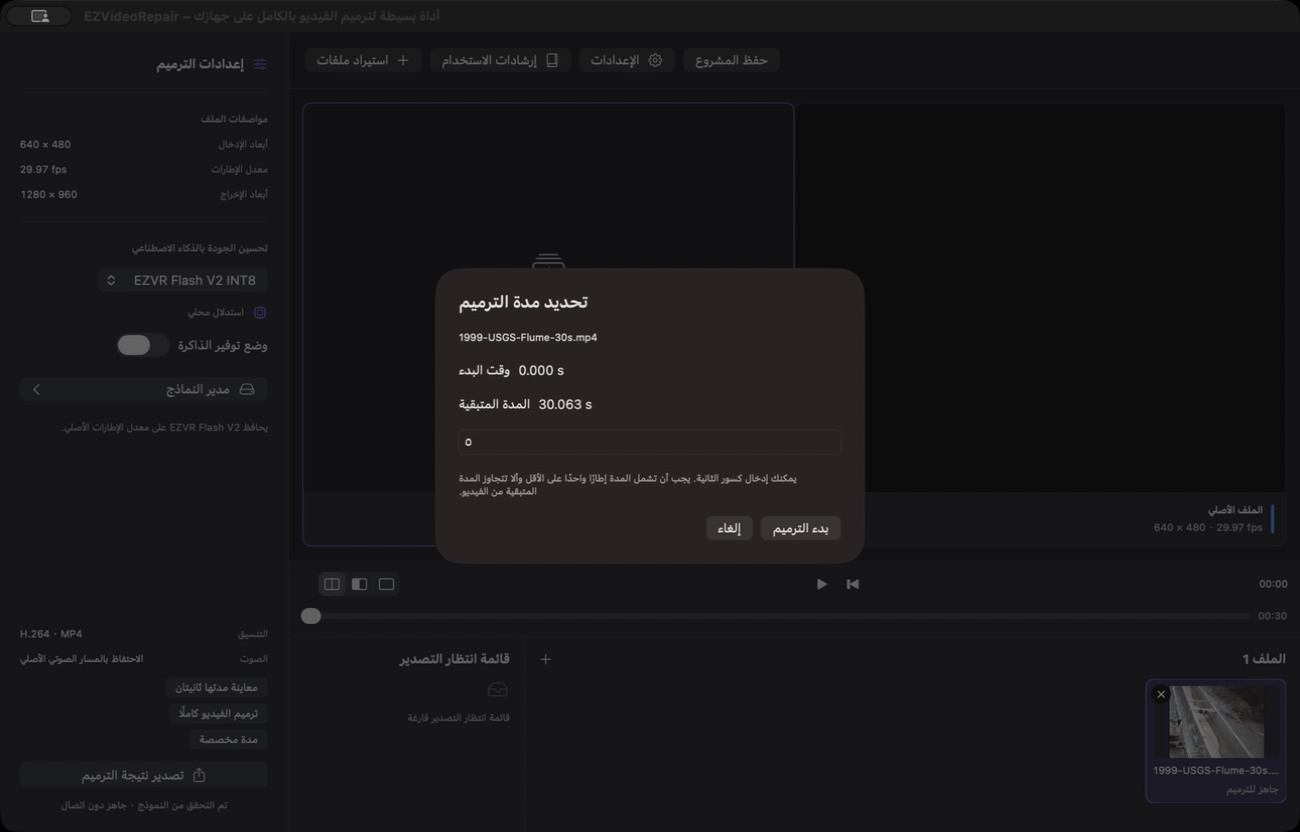 EZVideoRepair – أداة بسيطة لترميم الفيديو بالكامل على جهازك
استيراد ملفات
إرشادات الاستخدام
الإعدادات
حفظ المشروع
إعدادات الترميم
مواصفات الملف
أبعاد الإدخال 640 × 480
معدل الإطارات 29.97 fps
أبعاد الإخراج 1280 × 960
تحسين الجودة بالذكاء الاصطناعي
EZVR Flash V2 INT8
استدلال محلي
وضع توفير الذاكرة
مدير النماذج
يحافظ EZVR Flash V2 على معدل الإطارات الأصلي.
تحديد مدة الترميم
1999-USGS-Flume-30s.mp4
وقت البدء 0.000 s
المدة المتبقية 30.063 s
٥
يمكنك إدخال كسور الثانية. يجب أن تشمل المدة إطارًا واحدًا على الأقل وألا تتجاوز المدة
المتبقية من الفيديو.
بدء الترميم
إلغاء
الملف الأصلي
640 × 480 · 29.97 fps
00:00
00:30
التنسيق H.264 · MP4
الصوت الاحتفاظ بالمسار الصوتي الأصلي
معاينة مدتها ثانيتان
ترميم الفيديو كاملًا
مدة مخصصة
تصدير نتيجة الترميم
تم التحقق من النموذج · جاهز دون اتصال
قائمة انتظار التصدير
قائمة انتظار التصدير فارغة
الملف 1
1999-USGS-Flume-30s....
جاهز للترميم